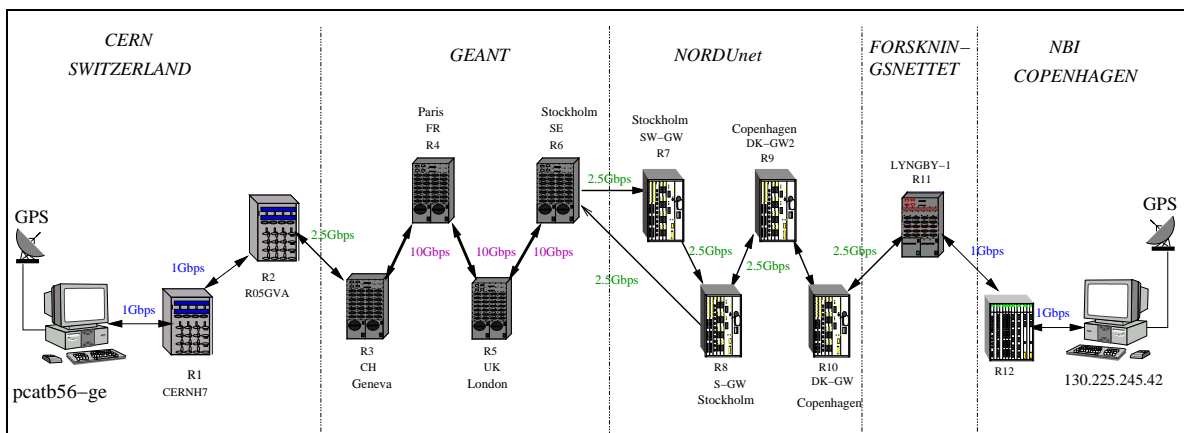 CERN
SWITZERLAND
GEANT
NORDUnet
FORSKNIN–
GSNETTET
NBI
COPENHAGEN
GPS
pcatb56–ge
1Gbps
R1
CERNH7
1Gbps
R2
R05GVA
2.5Gbps
R3
CH
Geneva
10Gbps
Paris
FR
R4
10Gbps
R5
UK
London
10Gbps
Stockholm
SE
R6
2.5Gbps
2.5Gbps
Stockholm
SW–GW
R7
2.5Gbps
R8
S–GW
Stockholm
2.5Gbps
Copenhagen
DK–GW2
R9
R10
DK–GW
Copenhagen
2.5Gbps
LYNGBY–1
R11
1Gbps
R12
1Gbps
GPS
130.225.245.42